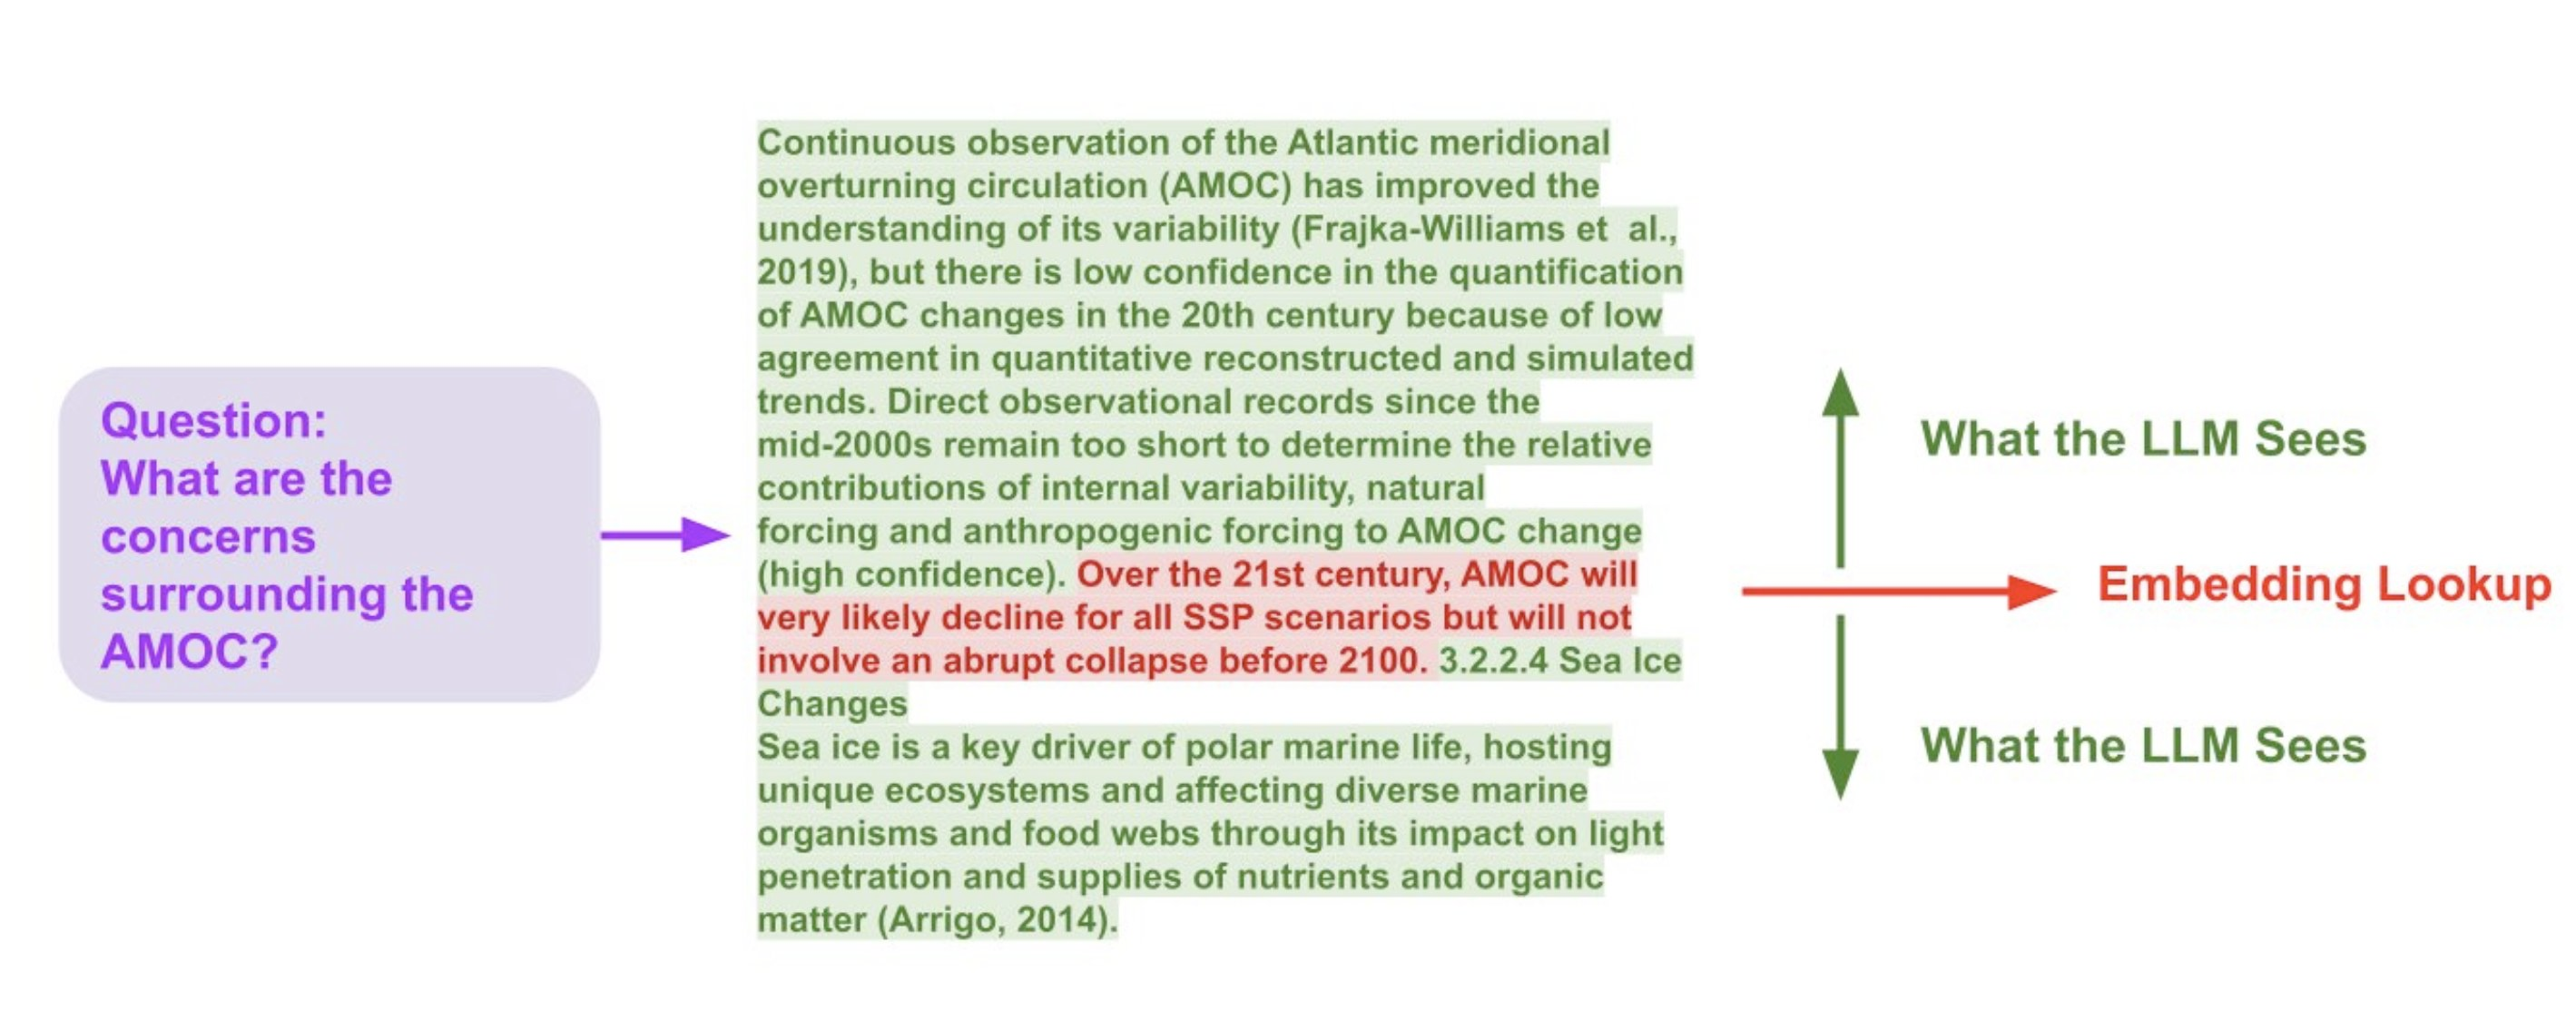 Question:
What are the
concerns
surrounding the
AMOC?
Continuous observation of the Atlantic meridional
overturning circulation (AMOC) has improved the
understanding of its variability (Frajka-Williams et  al.,
2019), but there is low confidence in the quantification
of AMOC changes in the 20th century because of low
agreement in quantitative reconstructed and simulated
trends. Direct observational records since the
mid-2000s remain too short to determine the relative
contributions of internal variability, natural
forcing and anthropogenic forcing to AMOC change
(high confidence). Over the 21st century, AMOC will
very likely decline for all SSP scenarios but will not
involve an abrupt collapse before 2100. 3.2.2.4 Sea Ice
Changes
Sea ice is a key driver of polar marine life, hosting
unique ecosystems and affecting diverse marine
organisms and food webs through its impact on light
penetration and supplies of nutrients and organic
matter (Arrigo, 2014).
What the LLM Sees
Embedding Lookup
What the LLM Sees